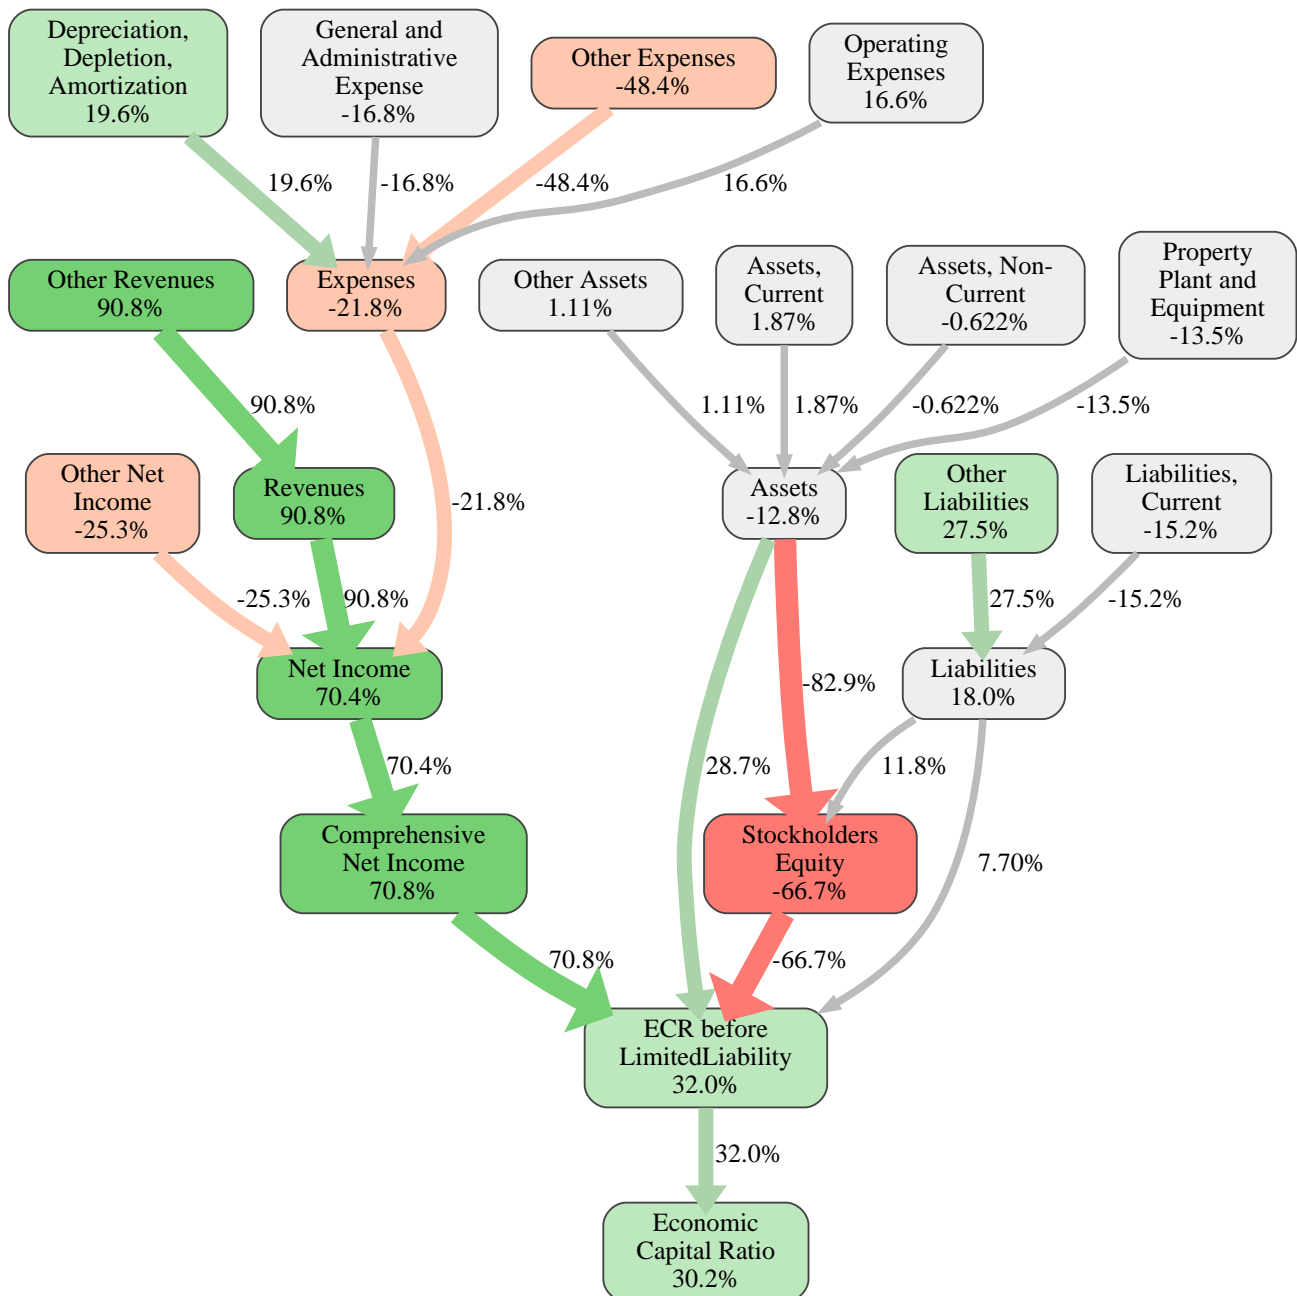 Depreciation,
Depletion,
Amortization
19.6%
General and
Administrative
Expense
-16.8%
Other Expenses
-48.4%
Operating
Expenses
16.6%
19.6%
-16.8%
-48.4%
16.6%
Other Revenues
90.8%
Expenses
-21.8%
Other Assets
1.11%
Assets,
Current
1.87%
Assets, Non-
Current
-0.622%
Property
Plant and
Equipment
-13.5%
90.8%
1.11%
1.87%
-0.622%
-13.5%
Other Net
Income
-25.3%
Revenues
90.8%
-21.8%
Assets
-12.8%
Other
Liabilities
27.5%
Liabilities,
Current
-15.2%
-25.3%
90.8%
27.5%
-15.2%
Net Income
70.4%
-82.9%
Liabilities
18.0%
70.4%
28.7%
11.8%
Comprehensive
Net Income
70.8%
Stockholders
Equity
-66.7%
7.70%
70.8%
-66.7%
ECR before
LimitedLiability
32.0%
32.0%
Economic
Capital Ratio
30.2%